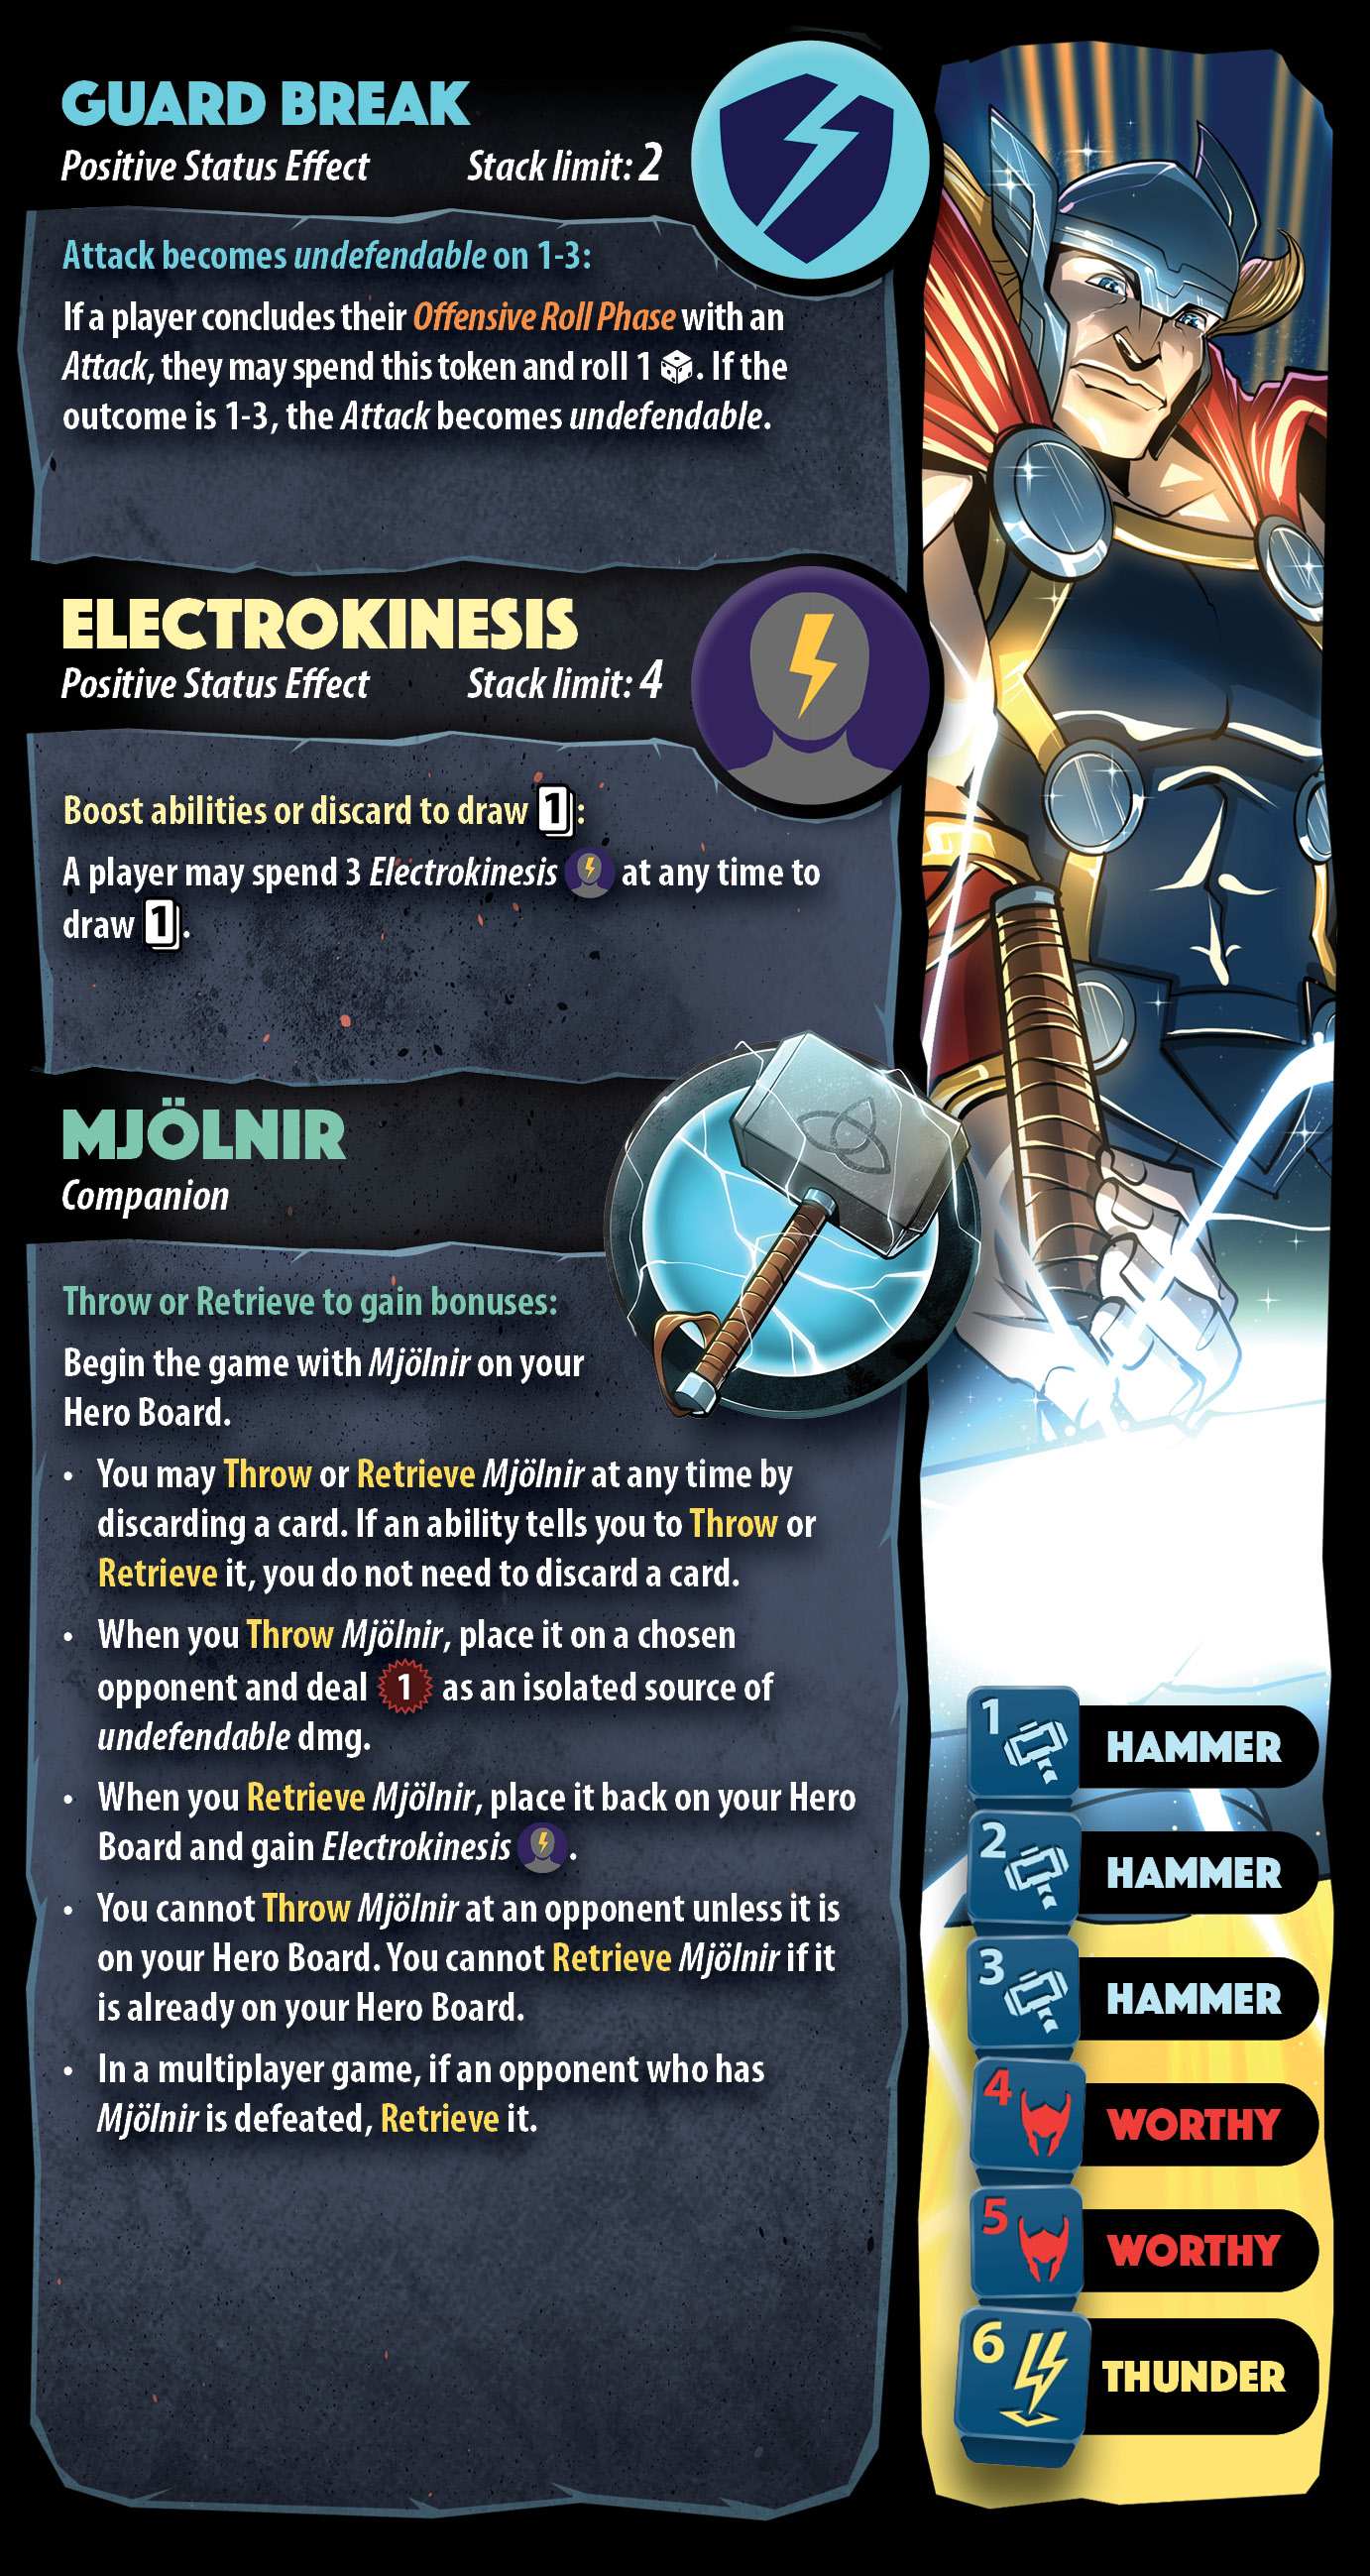 GUARD BREAK
Positive Status Effect Stack limit: 2
Attack becomes undefendable on 1-3:
If a player concludes their Offensive Roll Phase with an
Attack, they may spend this token and roll 1 . If the
outcome is 1-3, the Attack becomes undefendable.
ELECTROKINESIS
Positive Status Effect Stack limit: 4
Boost abilities or discard to draw 1:
A player may spend 3 Electrokinesis at any time to
draw 1.
MJÖLNIR
Companion
Throw or Retrieve to gain bonuses:
Begin the game with Mjölnir on your
Hero Board.
• You may Throw or Retrieve Mjölnir at any time by
discarding a card. If an ability tells you to Throw or
Retrieve it, you do not need to discard a card.
• When you Throw Mjölnir, place it on a chosen
opponent and deal 1 as an isolated source of
undefendable dmg.
• When you Retrieve Mjölnir, place it back on your Hero
Board and gain Electrokinesis .
• You cannot Throw Mjölnir at an opponent unless it is
on your Hero Board. You cannot Retrieve Mjölnir if it
is already on your Hero Board.
• In a multiplayer game, if an opponent who has
Mjölnir is defeated, Retrieve it.
1 HAMMER
2 HAMMER
3 HAMMER
4 WORTHY
5 WORTHY
6 THUNDER